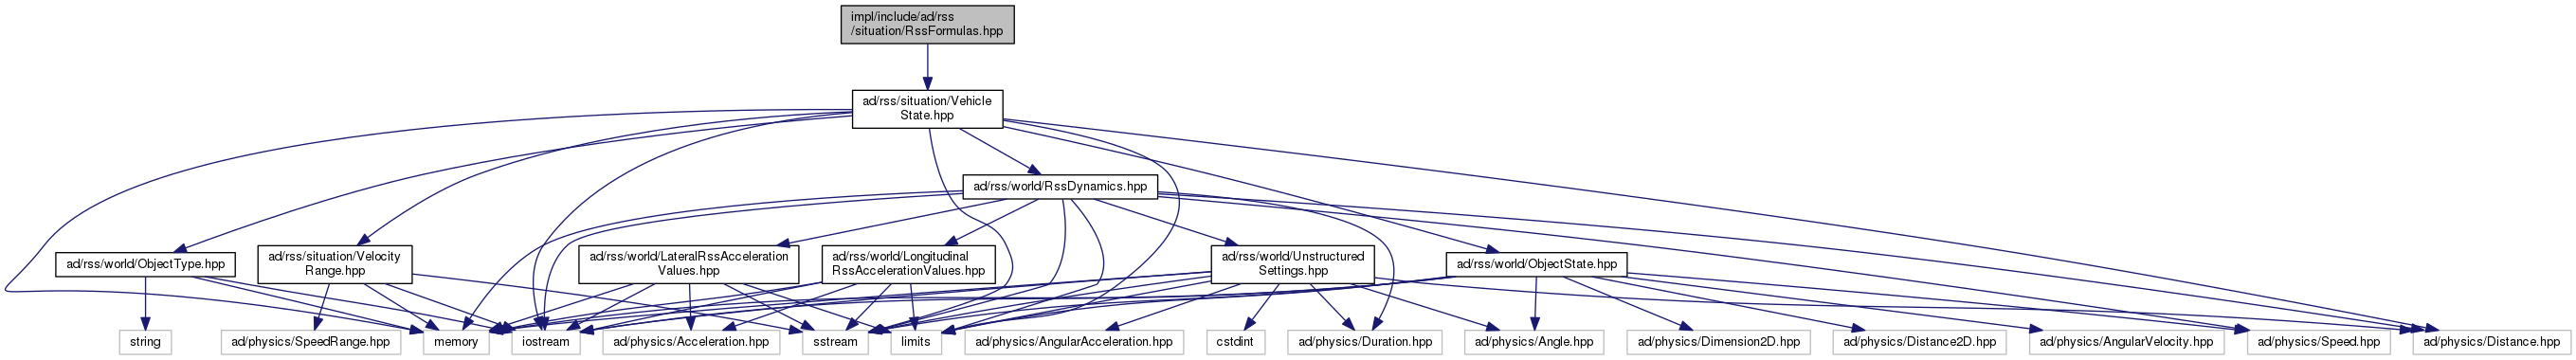 impl/include/ad/rss
/situation/RssFormulas.hpp
ad/rss/situation/Vehicle
State.hpp
ad/rss/world/RssDynamics.hpp
ad/rss/world/ObjectType.hpp
ad/rss/situation/Velocity
Range.hpp
ad/rss/world/LateralRssAcceleration
Values.hpp
ad/rss/world/Longitudinal
RssAccelerationValues.hpp
ad/rss/world/Unstructured
Settings.hpp
ad/rss/world/ObjectState.hpp
string
ad/physics/SpeedRange.hpp
memory
iostream
ad/physics/Acceleration.hpp
sstream
limits
ad/physics/AngularAcceleration.hpp
cstdint
ad/physics/Duration.hpp
ad/physics/Angle.hpp
ad/physics/Dimension2D.hpp
ad/physics/Distance2D.hpp
ad/physics/AngularVelocity.hpp
ad/physics/Speed.hpp
ad/physics/Distance.hpp